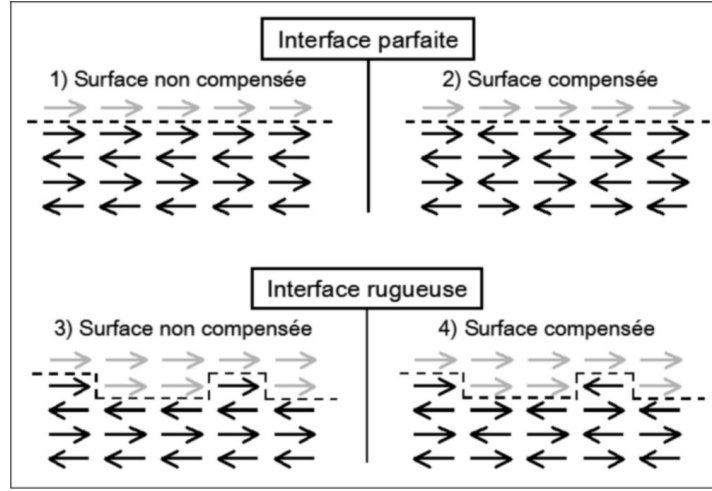 Interface parfaite
1) Surface non compensée
2) Surface compensée
Interface rugueuse
3) Surface non compensée
4) Surface compensée